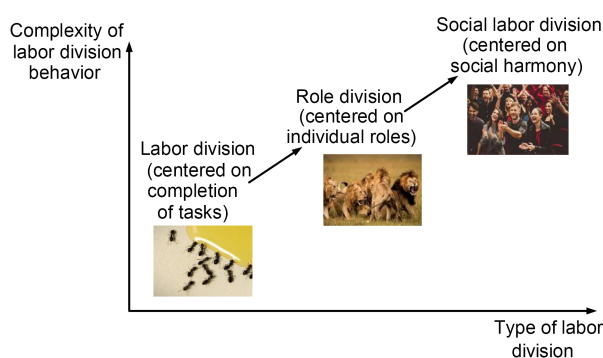 Complexity of
labor division
behavior
Social labor division
(centered on
social harmony)
Role division
(centered on
individual roles)
Labor division
(centered on
completion
of tasks)
Type of labor
division